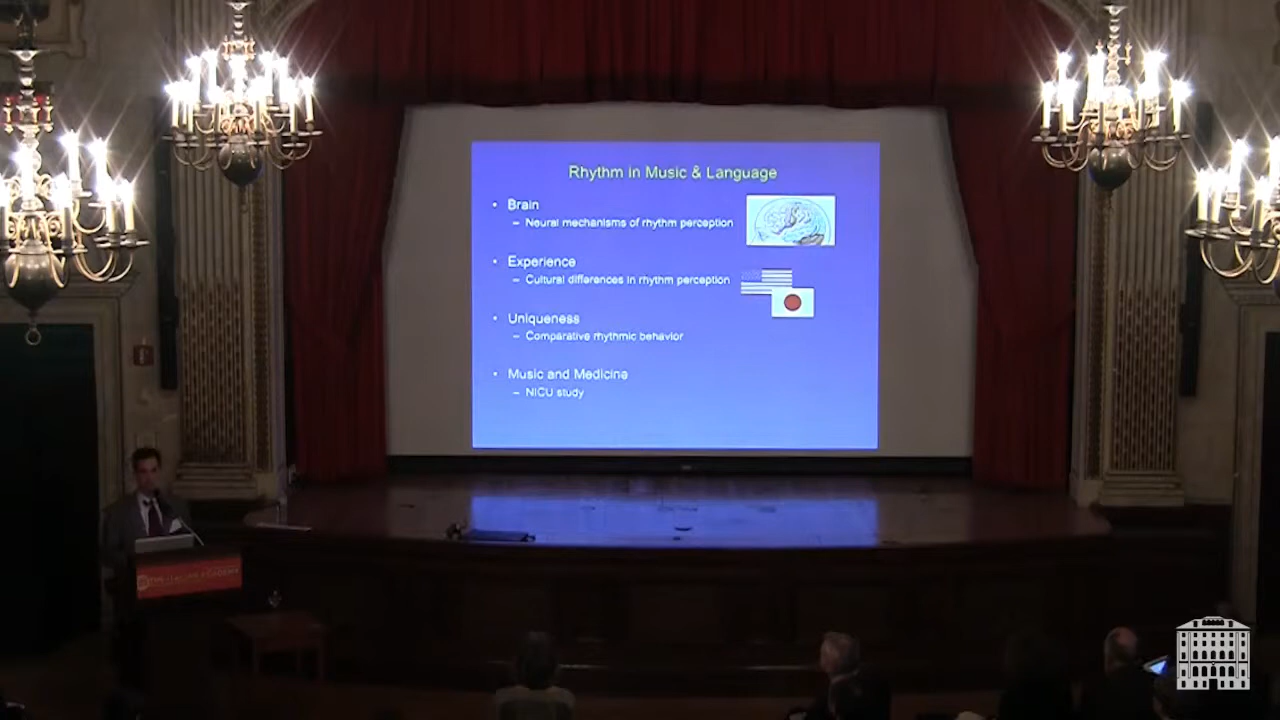 Rhythm in Music & Language
• Brain
– Neural mechanisms of rhythm perception
• Experience
– Cultural differences in rhythm perception
• Uniqueness
– Comparative rhythmic behavior
• Music and Medicine
– NICU study
ACADEMY